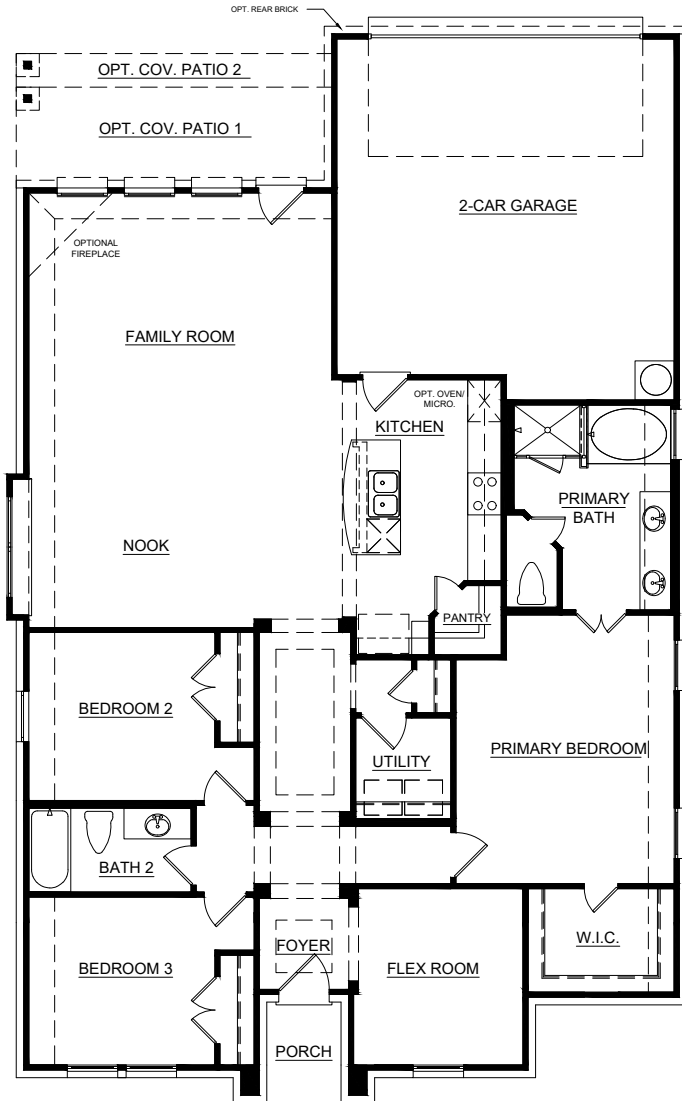 OPT. REAR BRICK
OPT. COV. PATIO 2
OPT. COV. PATIO 1
2-CAR GARAGE
OPTIONAL
FIREPLACE
FAMILY ROOM
OPT. OVEN/
MICRO.
KITCHEN
PRIMARY
BATH
NOOK
PANTRY
BEDROOM 2
PRIMARY BEDROOM
UTILITY
BATH 2
W.I.C.
FOYER
BEDROOM 3
FLEX ROOM
PORCH